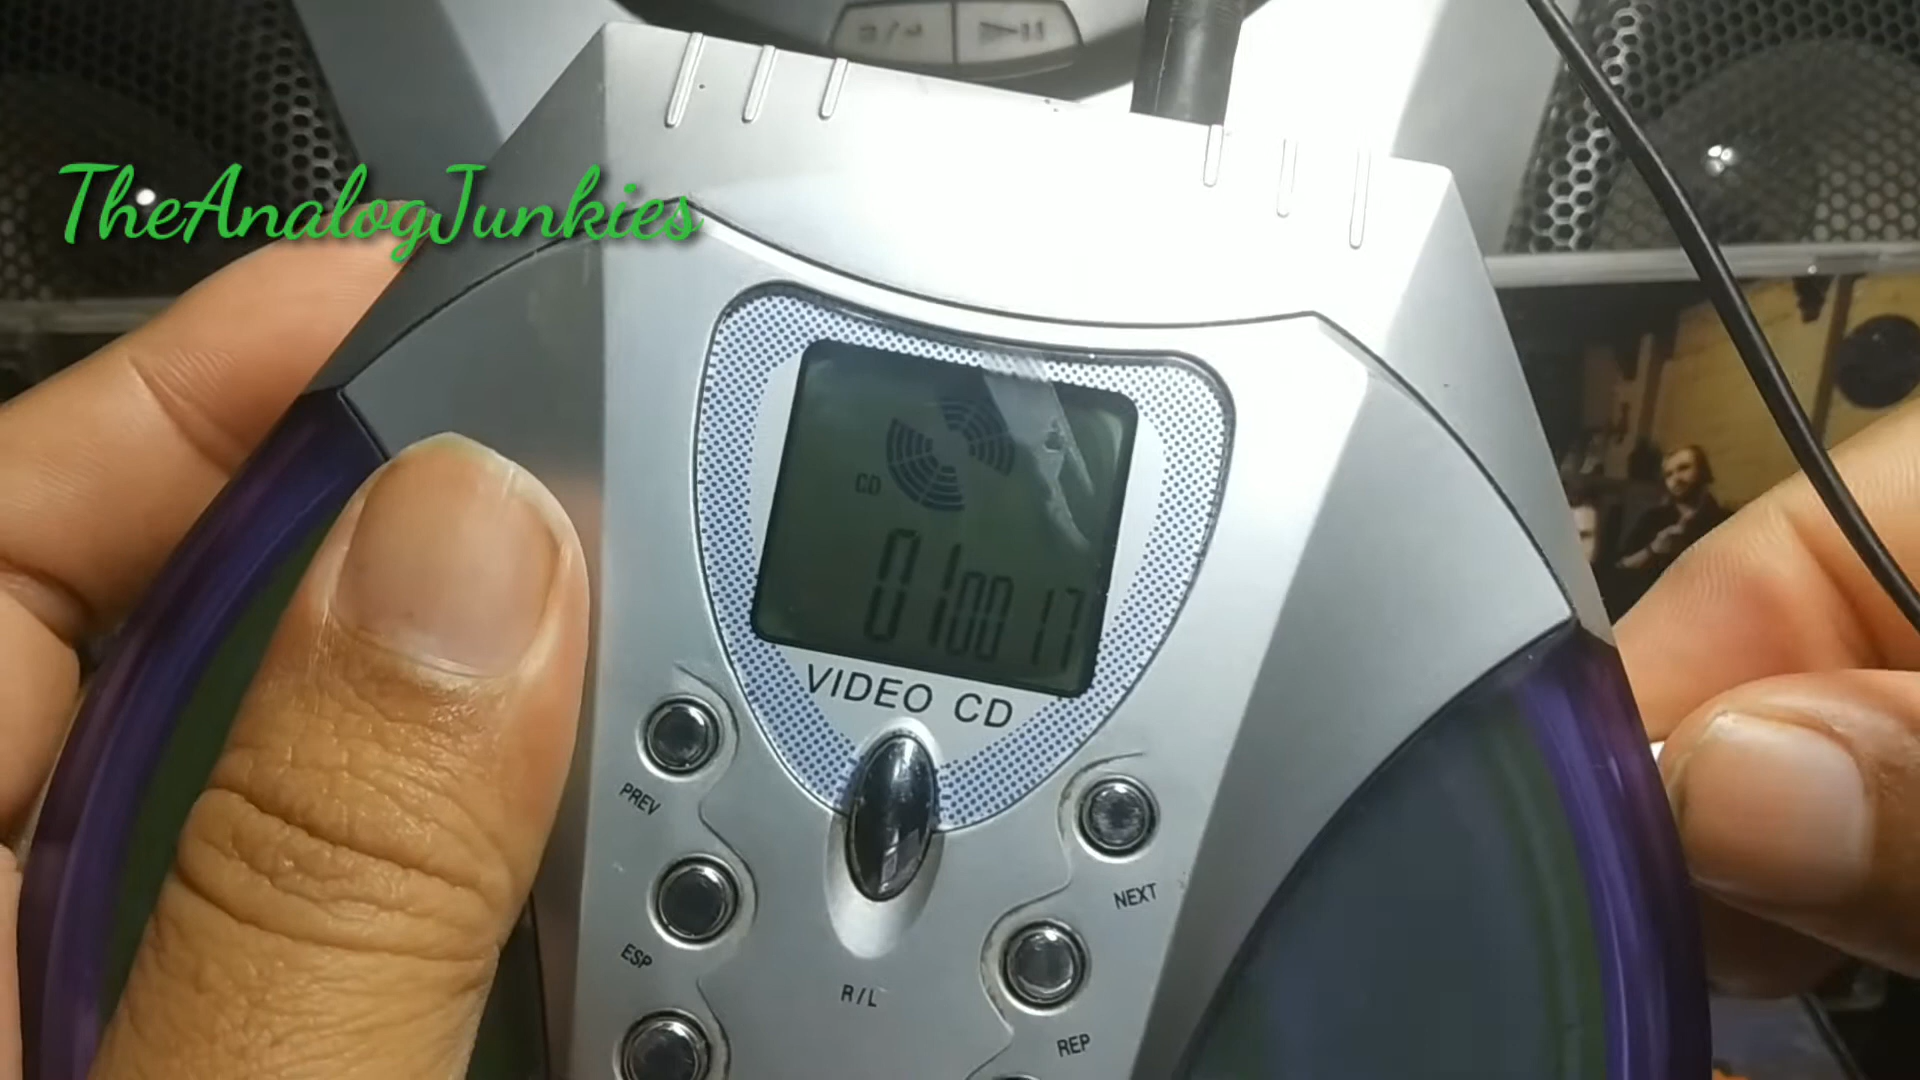 TheAnalogJunkies
CD
01 00 17
VIDEO CD
PREV
NEXT
ESP
R/L
REP